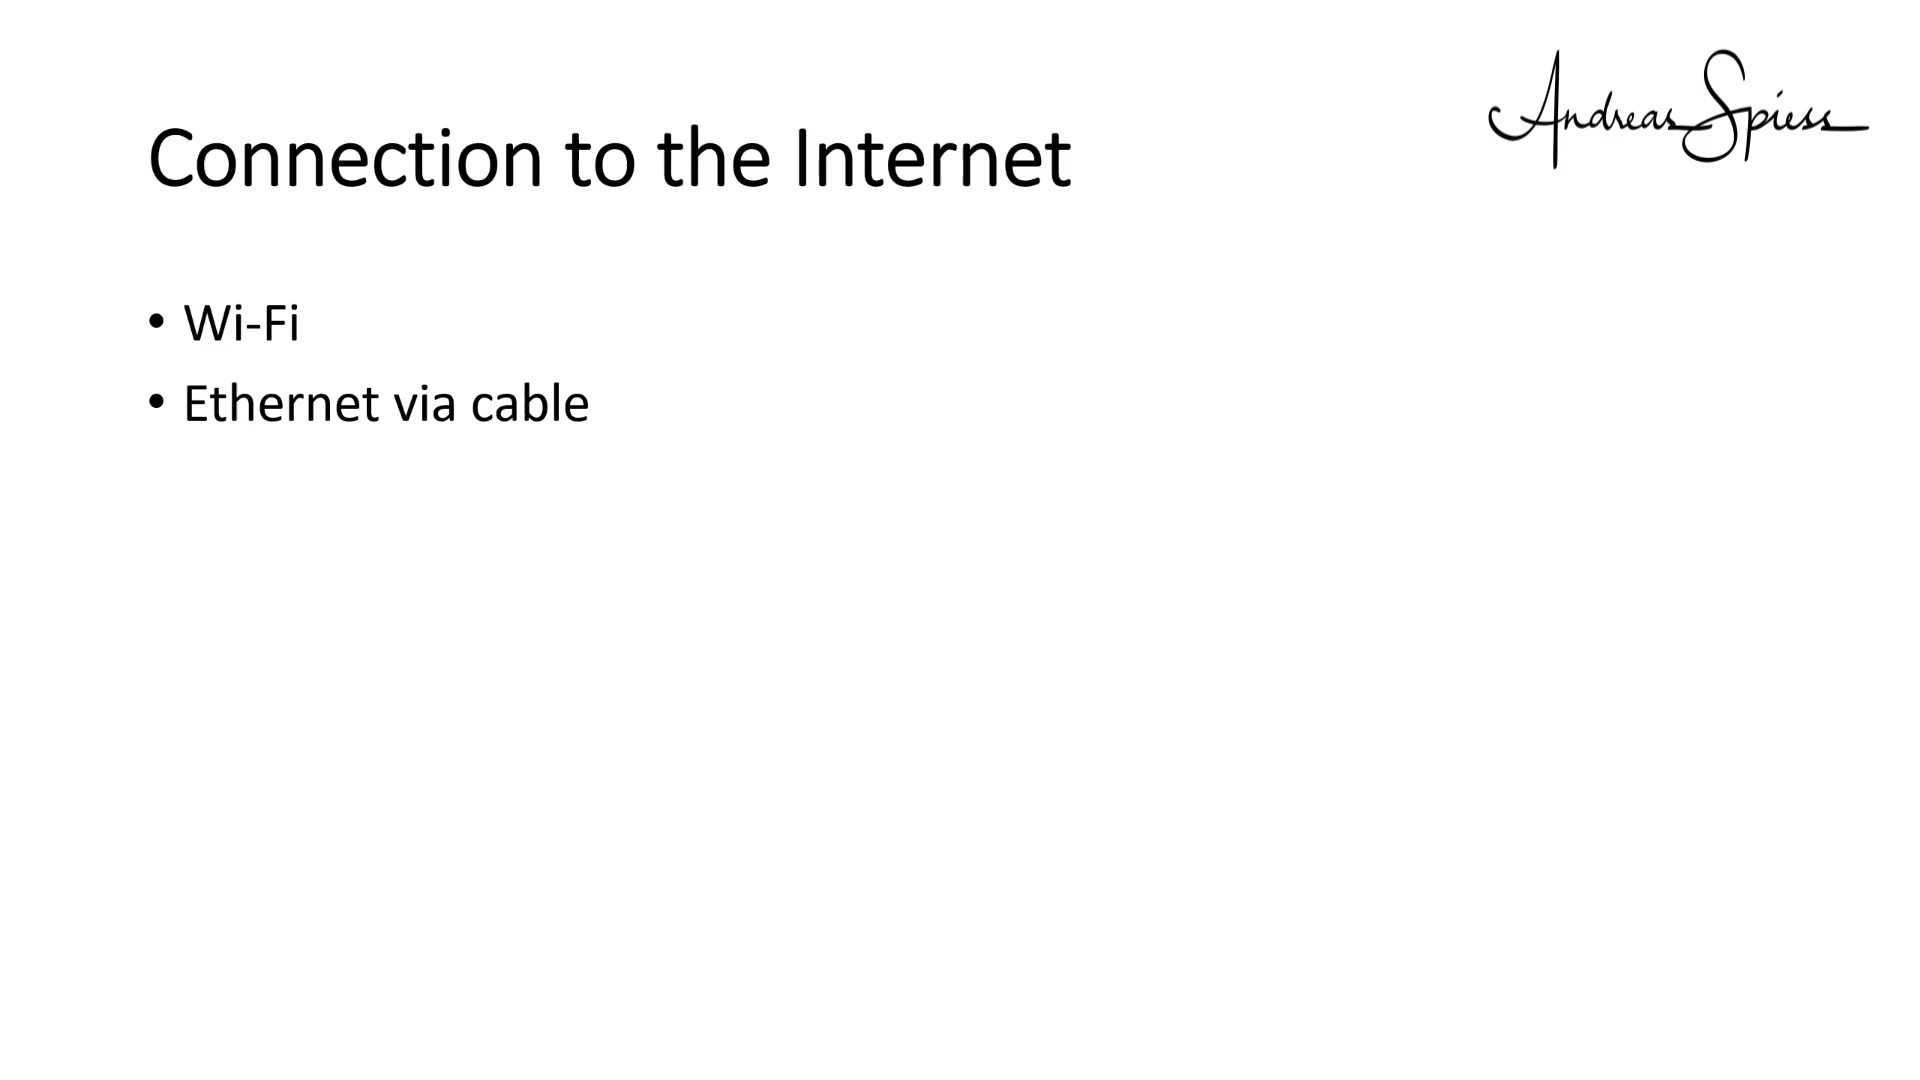 Andreas Spiess
Connection to the Internet
• Wi-Fi
• Ethernet via cable